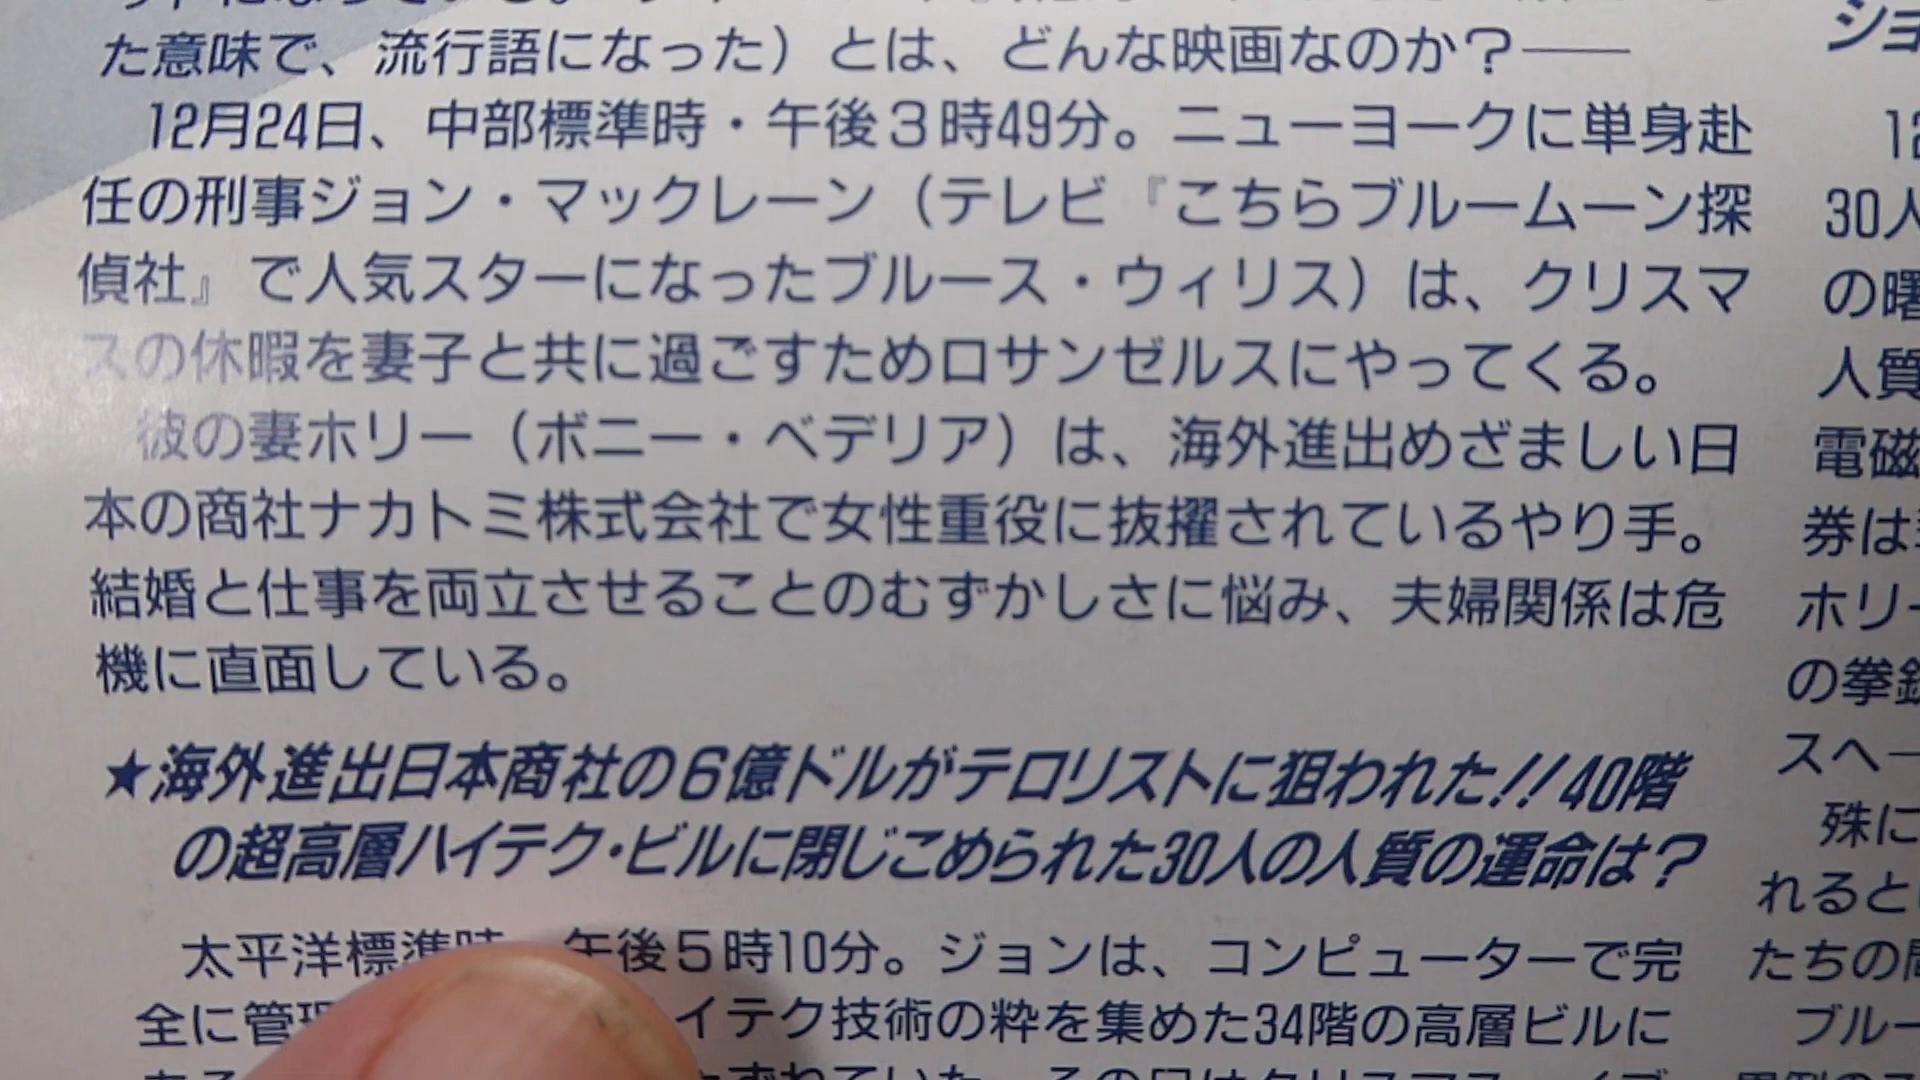 た意味で、流行語になった）とは、どんな映画なのか？——
12月24日、中部標準時・午後３時49分。ニューヨークに単身赴
任の刑事ジョン・マックレーン（テレビ『こちらブルームーン探
偵社』で人気スターになったブルース・ウィリス）は、クリスマ
スの休暇を妻子と共に過ごすためロサンゼルスにやってくる。
彼の妻ホリー（ボニー・ベデリア）は、海外進出めざましい日
本の商社ナカトミ株式会社で女性重役に抜擢されているやり手。
結婚と仕事を両立させることのむずかしさに悩み、夫婦関係は危
機に直面している。
★海外進出日本商社の６億ドルがテロリストに狙われた!!40階
の超高層ハイテク・ビルに閉じこめられた30人の人質の運命は？
太平洋標準時 午後５時10分。ジョンは、コンピューターで完
全に管理 イテク技術の粋を集めた34階の高層ビルに
ショ
12
30人
の曙
人質
電磁
券は
ホリー
の拳銃
スヘー
殊に
れると
たちの間
ブルー